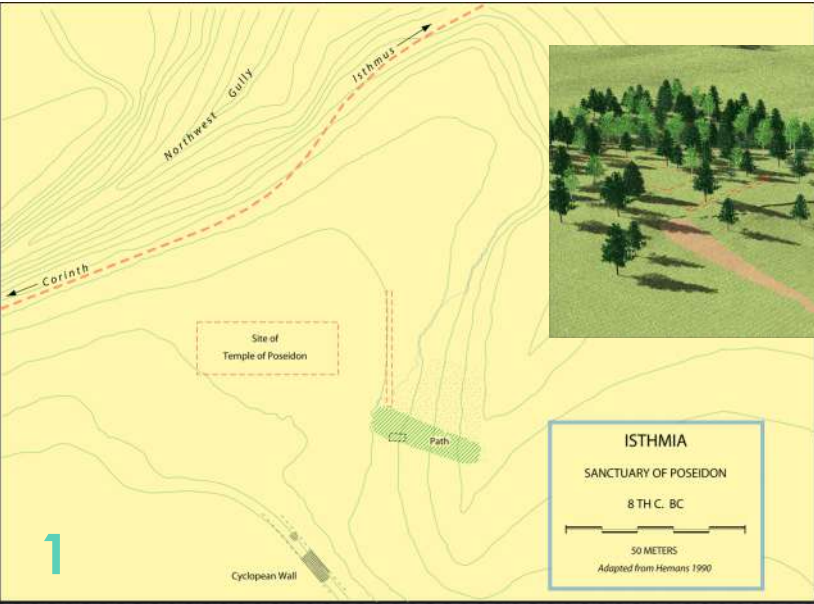 Northwest Gully
Isthmus
Corinth
Site of
Temple of Poseidon
Path
Cyclopean Wall
1
ISTHMIA
SANCTUARY OF POSEIDON
8 TH C. BC
50 METERS
Adapted from Hemans 1990